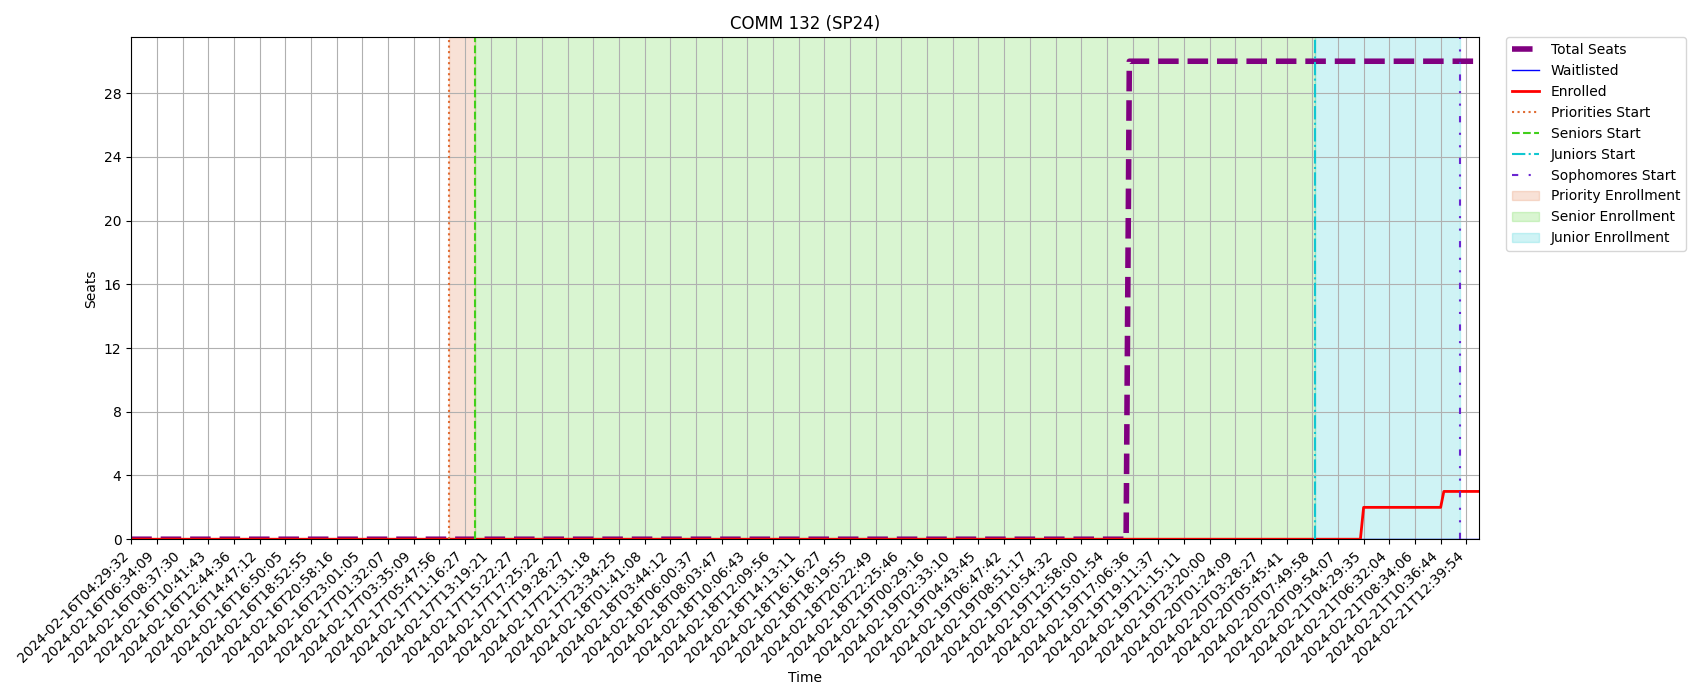 COMM 132 (SP24)
Total Seats
Waitlisted
Enrolled
Priorities Start
Seniors Start
Juniors Start
Sophomores Start
Priority Enrollment
Senior Enrollment
Junior Enrollment
Seats
28
24
20
16
12
8
4
0
2024-02-16T04:29:32
2024-02-16T06:34:09
2024-02-16T08:37:30
2024-02-16T10:41:43
2024-02-16T12:44:36
2024-02-16T14:47:12
2024-02-16T16:50:05
2024-02-16T18:52:55
2024-02-16T20:58:16
2024-02-16T23:01:05
2024-02-17T01:32:07
2024-02-17T03:35:09
2024-02-17T05:47:56
2024-02-17T11:16:27
2024-02-17T13:19:21
2024-02-17T15:22:27
2024-02-17T17:25:22
2024-02-17T19:28:27
2024-02-17T21:31:18
2024-02-17T23:34:25
2024-02-18T01:41:08
2024-02-18T03:44:12
2024-02-18T06:00:37
2024-02-18T08:03:47
2024-02-18T10:06:43
2024-02-18T12:09:56
2024-02-18T14:13:11
2024-02-18T16:16:27
2024-02-18T18:19:55
2024-02-18T20:22:49
2024-02-18T22:25:46
2024-02-19T00:29:16
2024-02-19T02:33:10
2024-02-19T04:43:45
2024-02-19T06:47:42
2024-02-19T08:51:17
2024-02-19T10:54:32
2024-02-19T12:58:00
2024-02-19T15:01:54
2024-02-19T17:06:36
2024-02-19T19:11:37
2024-02-19T21:15:11
2024-02-19T23:20:00
2024-02-20T01:24:09
2024-02-20T03:28:27
2024-02-20T05:45:41
2024-02-20T07:49:58
2024-02-20T09:54:07
2024-02-21T04:29:35
2024-02-21T06:32:04
2024-02-21T08:34:06
2024-02-21T10:36:44
2024-02-21T12:39:54
Time